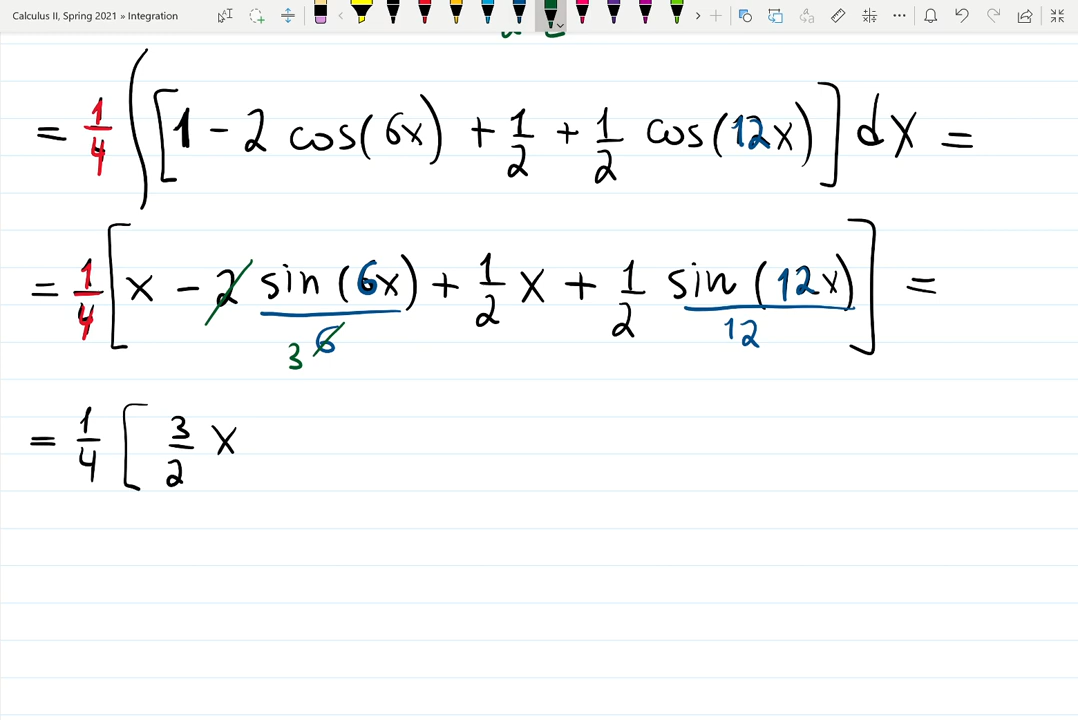 Calculus II, Spring 2021 » Integration
= 1/4 ∫ [1 - 2 cos(6x) + 1/2 + 1/2 cos(12x)] dx =
= 1/4 [x - 2 sin(6x)/6 3 + 1/2 x + 1/2 sin(12x)/12] =
= 1/4 [ 3/2 x